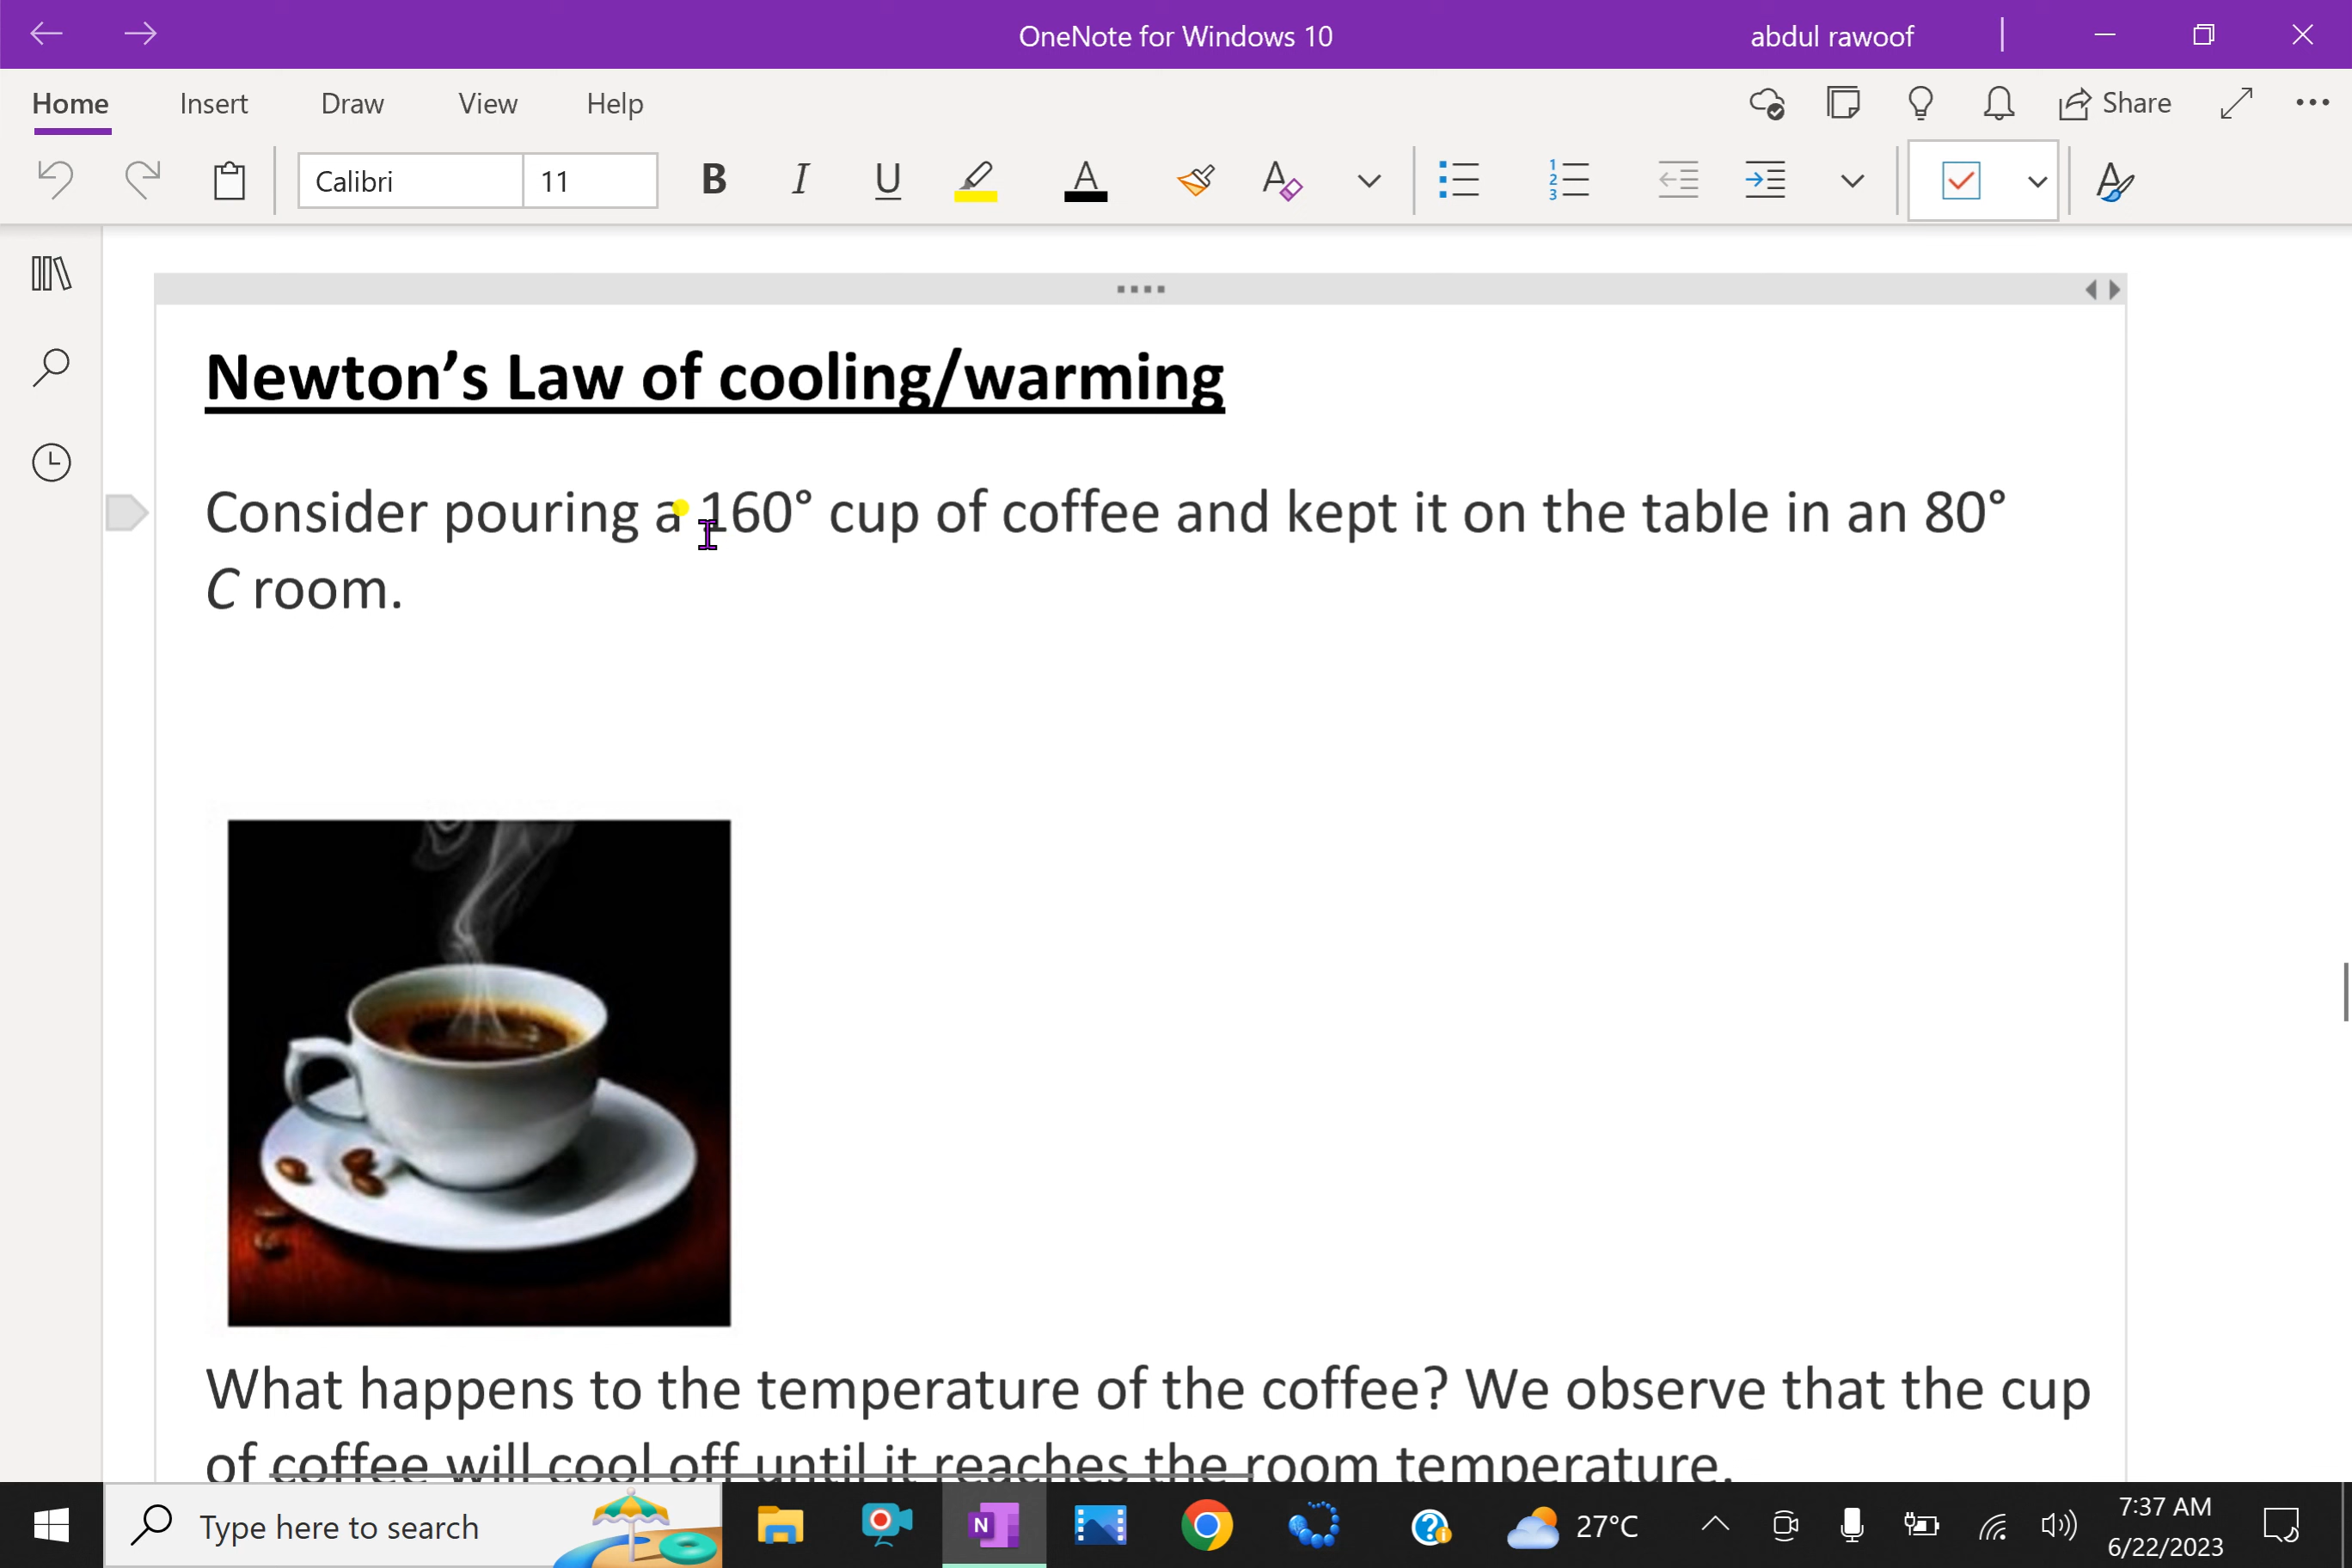 OneNote for Windows 10
abdul rawoof
Home Insert Draw View Help
Share
Calibri 11 B I U A A A
Newton’s Law of cooling/warming
Consider pouring a 160° cup of coffee and kept it on the table in an 80°
C room.
What happens to the temperature of the coffee? We observe that the cup
of coffee will cool off until it reaches the room temperature.
Type here to search
N
27°C
7:37 AM
6/22/2023